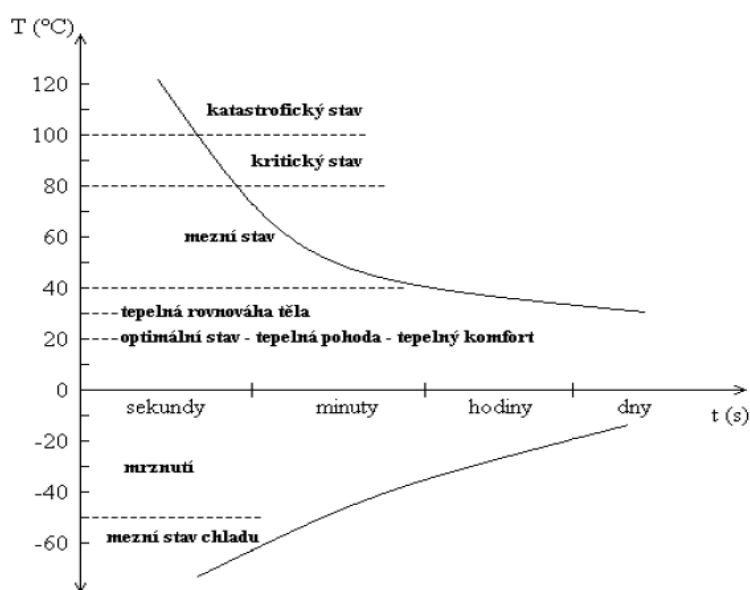 T (°C)
120
katastrofický stav
100
kritický stav
80
mezní stav
60
40
tepelná rovnováha těla
20
optimální stav - tepelná pohoda - tepelný komfort
0
sekundy minuty hodiny dny
t (s)
-20
mrznutí
-40
mezní stav chladu
-60